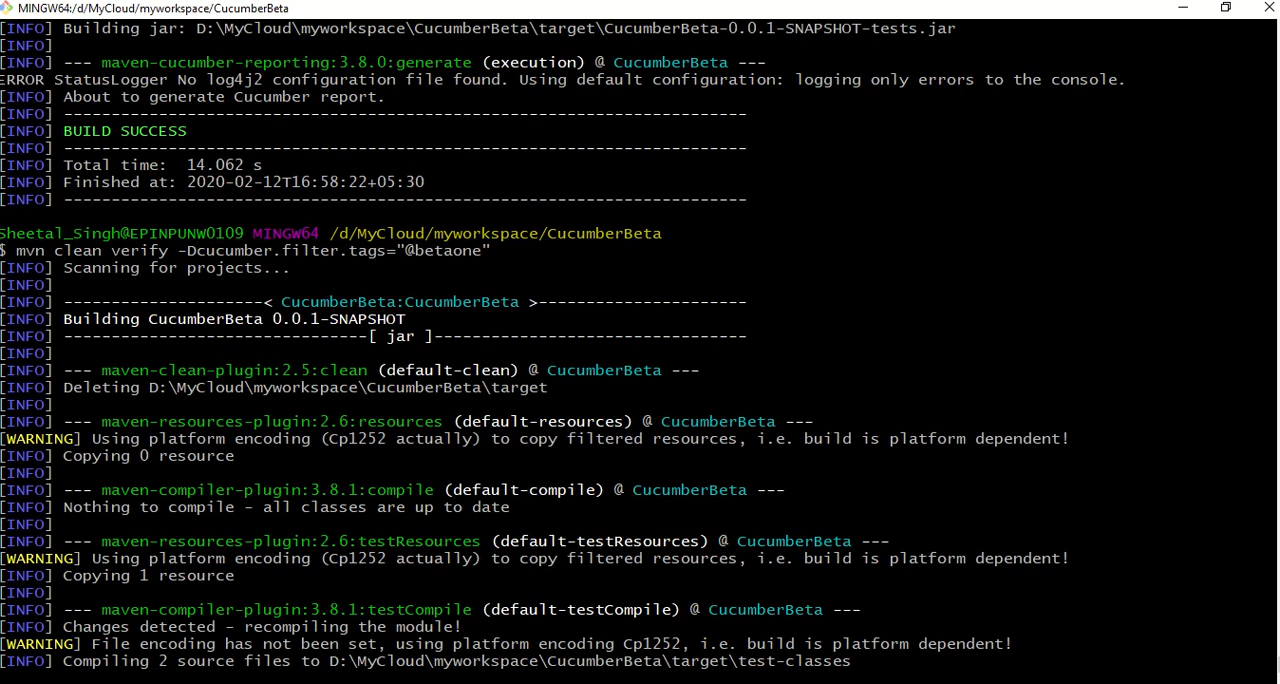 MINGW64:/d/MyCloud/myworkspace/CucumberBeta
[INFO] Building jar: D:\MyCloud\myworkspace\CucumberBeta\target\CucumberBeta-0.0.1-SNAPSHOT-tests.jar
[INFO]
[INFO] --- maven-cucumber-reporting:3.8.0:generate (execution) @ CucumberBeta ---
ERROR StatusLogger No log4j2 configuration file found. Using default configuration: logging only errors to the console.
[INFO] About to generate Cucumber report.
[INFO] ------------------------------------------------------------------------
[INFO] BUILD SUCCESS
[INFO] ------------------------------------------------------------------------
[INFO] Total time:  14.062 s
[INFO] Finished at: 2020-02-12T16:58:22+05:30
[INFO] ------------------------------------------------------------------------
Sheetal_Singh@EPINPUNW0109 MINGW64 /d/MyCloud/myworkspace/CucumberBeta
$ mvn clean verify -Dcucumber.filter.tags="@betaone"
[INFO] Scanning for projects...
[INFO]
[INFO] ---------------------< CucumberBeta:CucumberBeta >----------------------
[INFO] Building CucumberBeta 0.0.1-SNAPSHOT
[INFO] --------------------------------[ jar ]---------------------------------
[INFO]
[INFO] --- maven-clean-plugin:2.5:clean (default-clean) @ CucumberBeta ---
[INFO] Deleting D:\MyCloud\myworkspace\CucumberBeta\target
[INFO]
[INFO] --- maven-resources-plugin:2.6:resources (default-resources) @ CucumberBeta ---
[WARNING] Using platform encoding (Cp1252 actually) to copy filtered resources, i.e. build is platform dependent!
[INFO] Copying 0 resource
[INFO]
[INFO] --- maven-compiler-plugin:3.8.1:compile (default-compile) @ CucumberBeta ---
[INFO] Nothing to compile - all classes are up to date
[INFO]
[INFO] --- maven-resources-plugin:2.6:testResources (default-testResources) @ CucumberBeta ---
[WARNING] Using platform encoding (Cp1252 actually) to copy filtered resources, i.e. build is platform dependent!
[INFO] Copying 1 resource
[INFO]
[INFO] --- maven-compiler-plugin:3.8.1:testCompile (default-testCompile) @ CucumberBeta ---
[INFO] Changes detected - recompiling the module!
[WARNING] File encoding has not been set, using platform encoding Cp1252, i.e. build is platform dependent!
[INFO] Compiling 2 source files to D:\MyCloud\myworkspace\CucumberBeta\target\test-classes